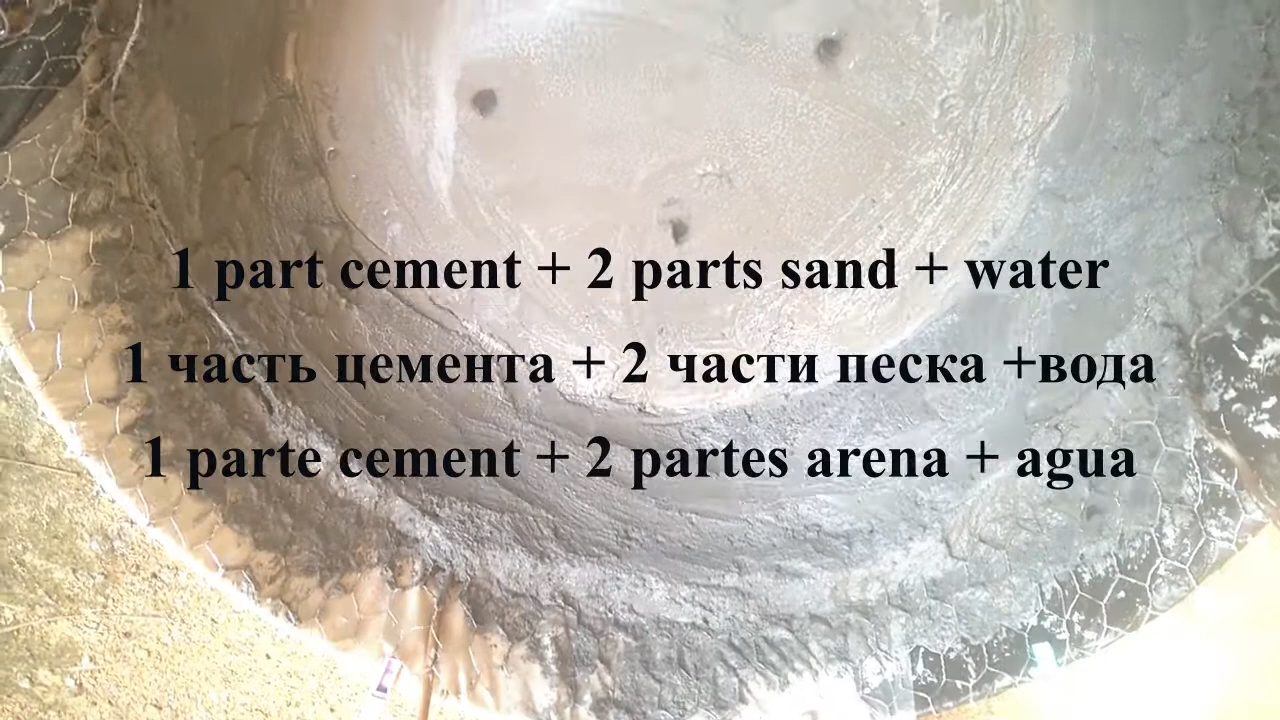 1 part cement + 2 parts sand + water
1 часть цемента + 2 части песка +вода
1 parte cement + 2 partes arena + agua